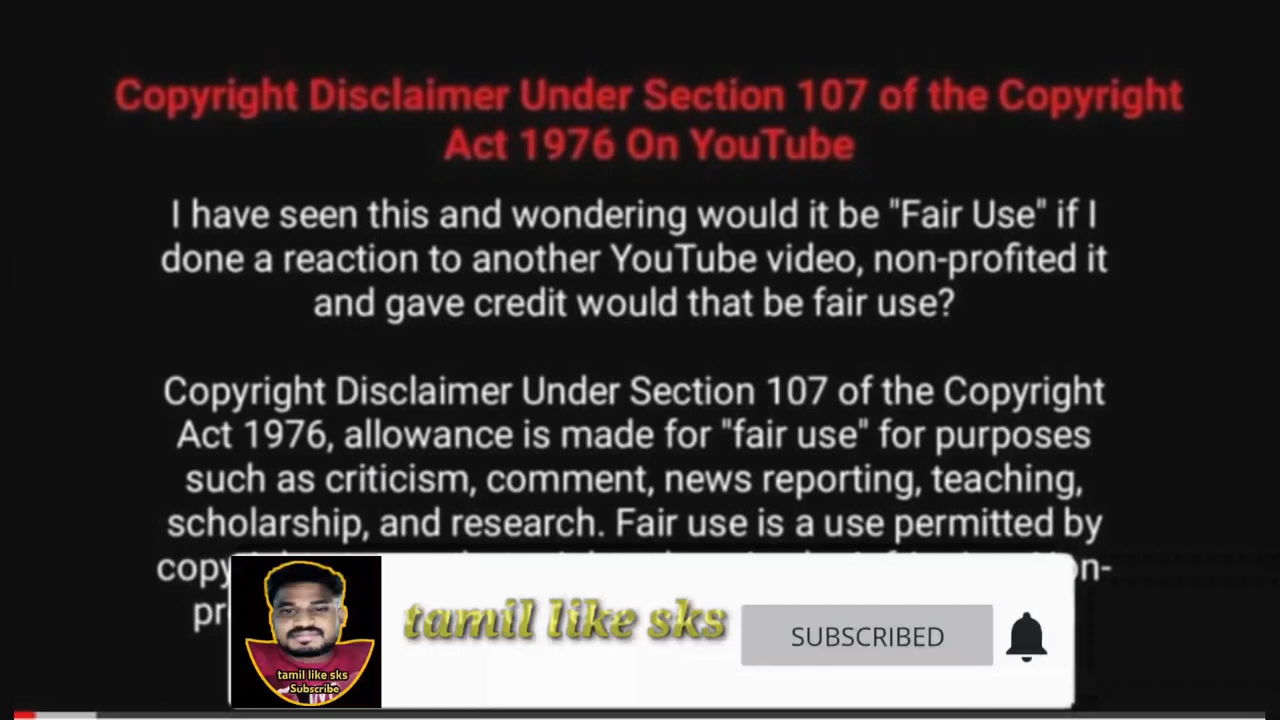 Copyright Disclaimer Under Section 107 of the Copyright
Act 1976 On YouTube
I have seen this and wondering would it be "Fair Use" if I
done a reaction to another YouTube video, non-profited it
and gave credit would that be fair use?
Copyright Disclaimer Under Section 107 of the Copyright
Act 1976, allowance is made for "fair use" for purposes
such as criticism, comment, news reporting, teaching,
scholarship, and research. Fair use is a use permitted by
tamil like sks
SUBSCRIBED
tamil like sks
Subscribe